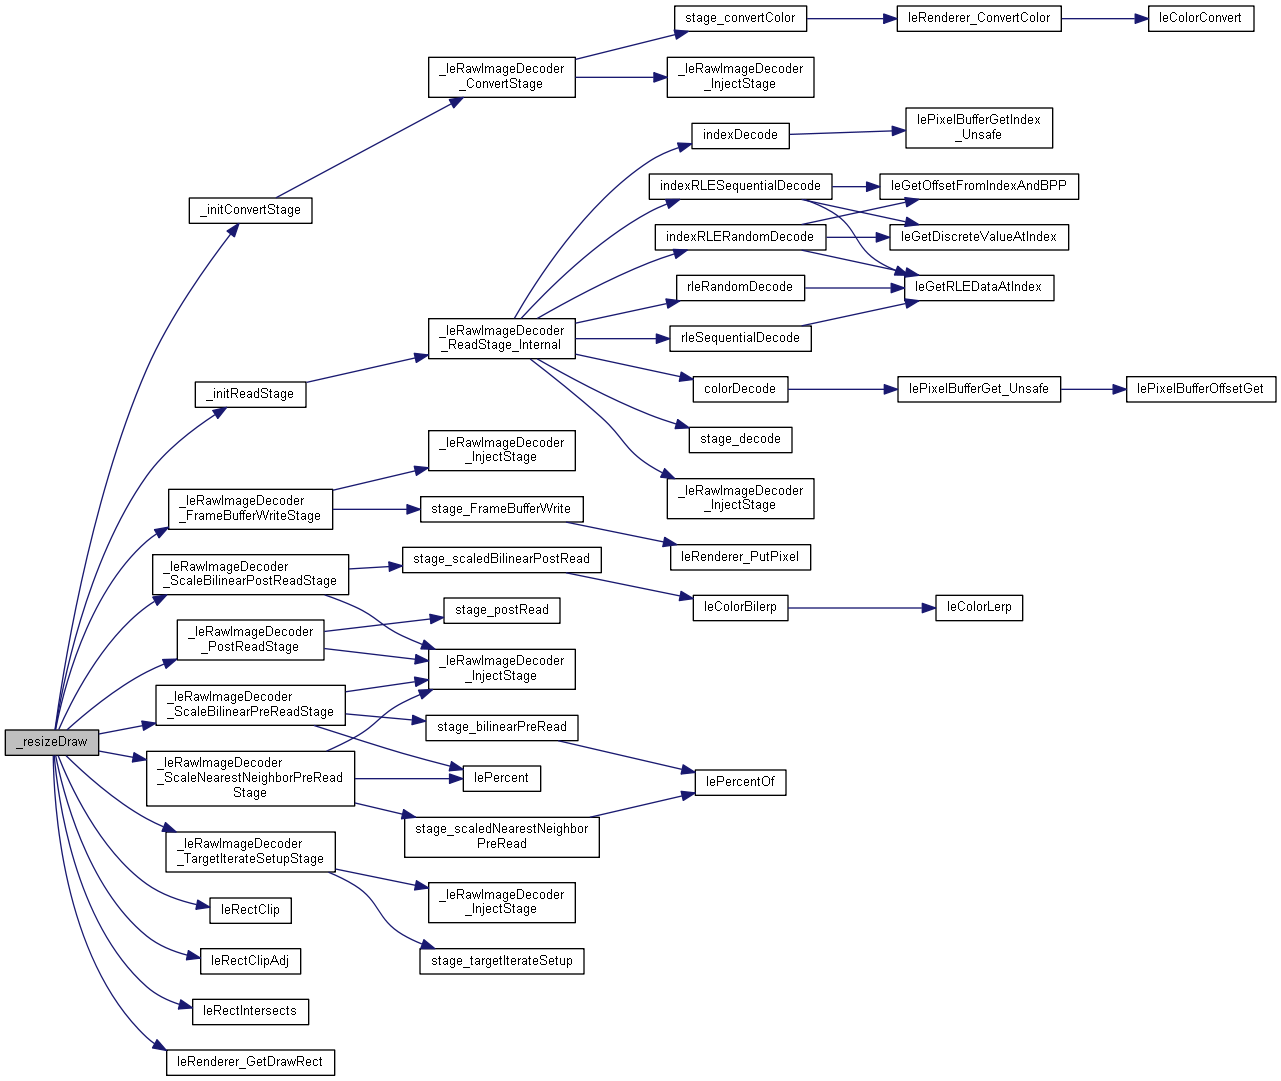 stage_convertColor
leRenderer_ConvertColor
leColorConvert
_leRawImageDecoder
_ConvertStage
_leRawImageDecoder
_InjectStage
indexDecode
lePixelBufferGetIndex
_Unsafe
indexRLESequentialDecode
leGetOffsetFromIndexAndBPP
_initConvertStage
indexRLERandomDecode
leGetDiscreteValueAtIndex
rleRandomDecode
leGetRLEDataAtIndex
_leRawImageDecoder
_ReadStage_Internal
rleSequentialDecode
_initReadStage
colorDecode
lePixelBufferGet_Unsafe
lePixelBufferOffsetGet
stage_decode
_leRawImageDecoder
_InjectStage
_leRawImageDecoder
_InjectStage
_leRawImageDecoder
_FrameBufferWriteStage
stage_FrameBufferWrite
leRenderer_PutPixel
_leRawImageDecoder
_ScaleBilinearPostReadStage
stage_scaledBilinearPostRead
leColorBilerp
leColorLerp
stage_postRead
_leRawImageDecoder
_PostReadStage
_leRawImageDecoder
_InjectStage
_leRawImageDecoder
_ScaleBilinearPreReadStage
stage_bilinearPreRead
_resizeDraw
_leRawImageDecoder
_ScaleNearestNeighborPreRead
Stage
lePercent
lePercentOf
stage_scaledNearestNeighbor
PreRead
_leRawImageDecoder
_TargetIterateSetupStage
_leRawImageDecoder
_InjectStage
leRectClip
leRectClipAdj
stage_targetIterateSetup
leRectIntersects
leRenderer_GetDrawRect